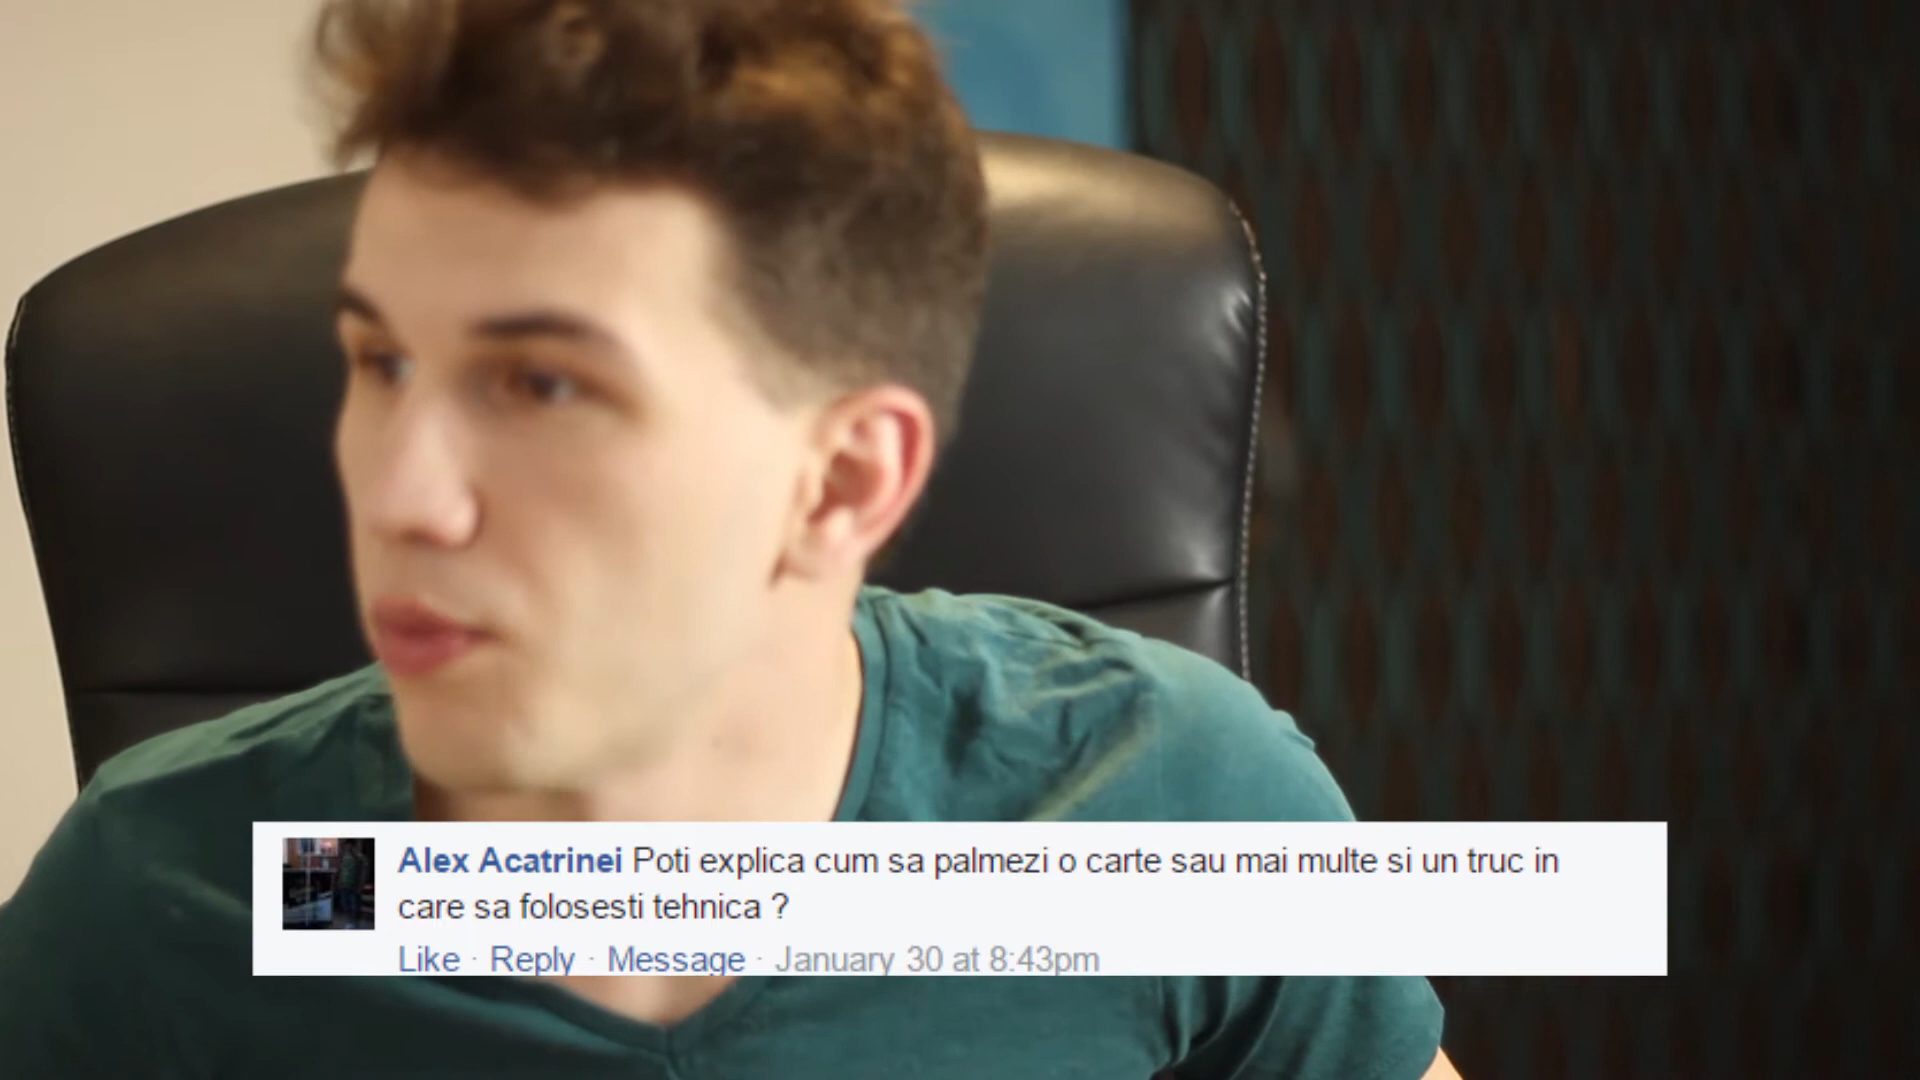 Alex Acatrinei Poti explica cum sa palmezi o carte sau mai multe si un truc in
care sa folosesti tehnica ?
Like · Reply · Message · January 30 at 8:43pm